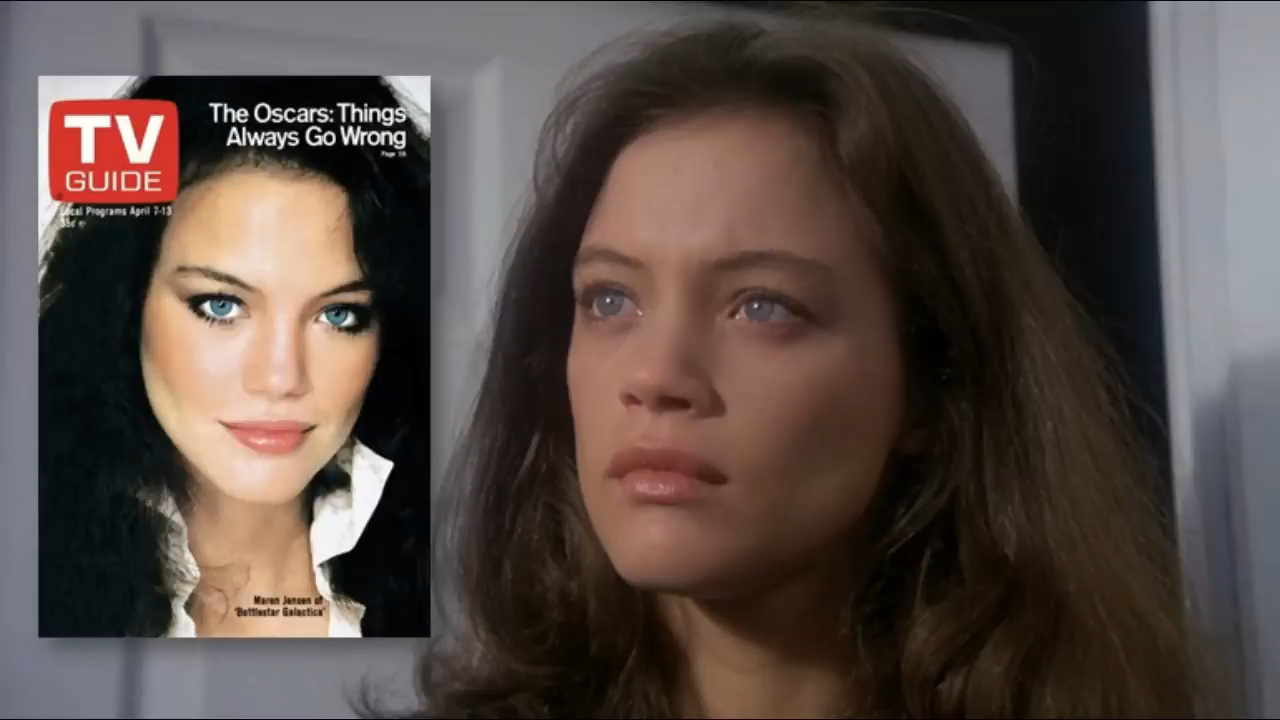 TV
GUIDE
The Oscars: Things
Always Go Wrong
Page 18
Local Programs April 7-13
35¢
Maren Jensen of
'Battlestar Galactica'